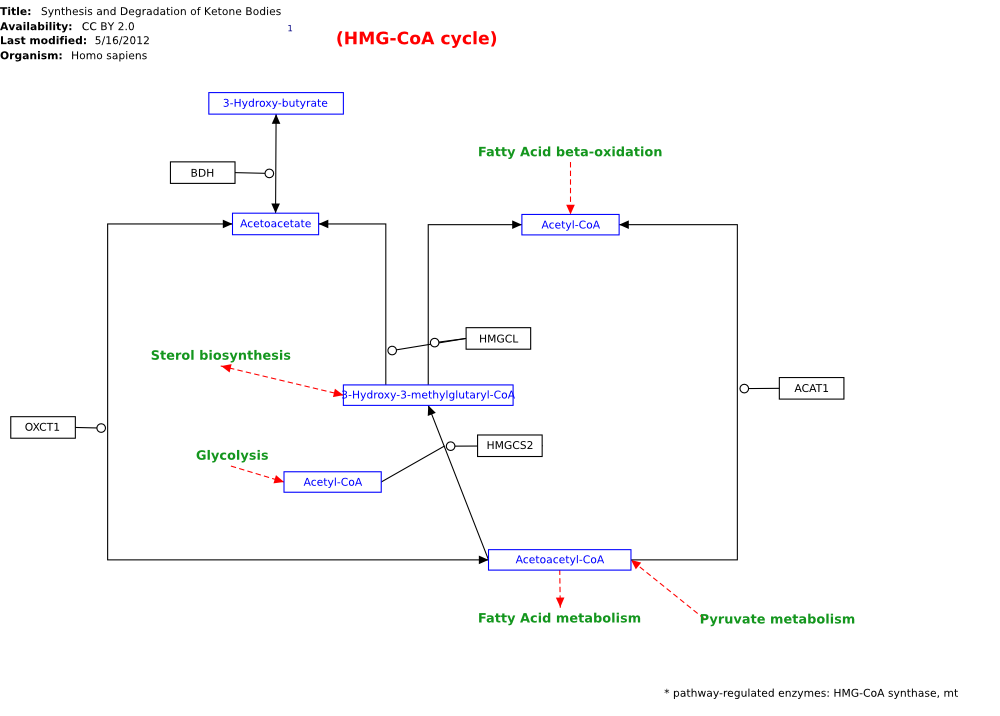 Title: Synthesis and Degradation of Ketone Bodies
Availability: CC BY 2.0
Last modified: 5/16/2012
Organism: Homo sapiens
1
(HMG-CoA cycle)
3-Hydroxy-butyrate
Fatty Acid beta-oxidation
BDH
Acetoacetate
Acetyl-CoA
HMGCL
Sterol biosynthesis
3-Hydroxy-3-methylglutaryl-CoA
ACAT1
OXCT1
HMGCS2
Glycolysis
Acetyl-CoA
Acetoacetyl-CoA
Fatty Acid metabolism
Pyruvate metabolism
* pathway-regulated enzymes: HMG-CoA synthase, mt